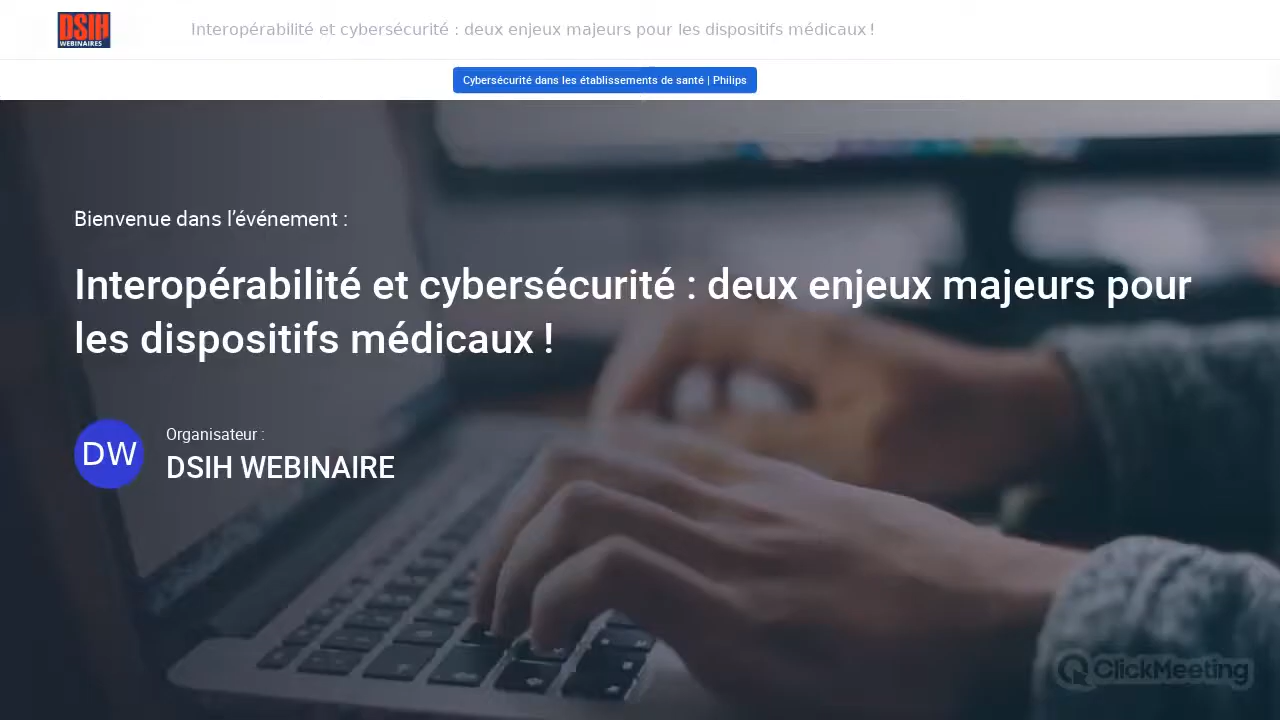 DSIH
WEBINAIRES
Interopérabilité et cybersécurité : deux enjeux majeurs pour les dispositifs médicaux !
Cybersécurité dans les établissements de santé | Philips
Bienvenue dans l’événement :
Interopérabilité et cybersécurité : deux enjeux majeurs pour
les dispositifs médicaux !
DW
Organisateur :
DSIH WEBINAIRE
ClickMeeting